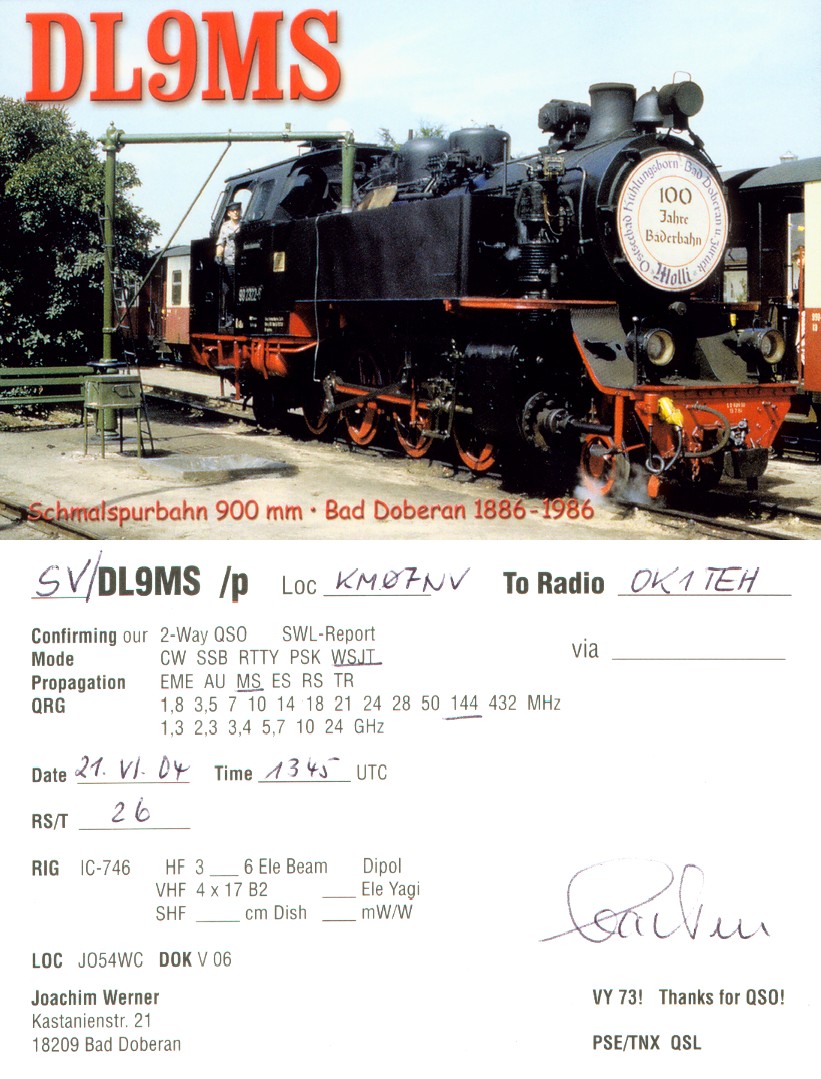 DL9MS
Ostseebad Kühlungsborn - Bad Doberan u. zurück
100
Jahre
Bäderbahn
Molli
Schmalspurbahn 900 mm · Bad Doberan 1886-1986
SV/DL9MS /p Loc KM07NV To Radio OK1TEH
Confirming our 2-Way QSO SWL-Report
Mode CW SSB RTTY PSK WSJT via
Propagation EME AU MS ES RS TR
QRG 1,8 3,5 7 10 14 18 21 24 28 50 144 432 MHz
1,3 2,3 3,4 5,7 10 24 GHz
Date 21. VI. 04 Time 1345 UTC
RS/T 26
RIG IC-746 HF 3 ___ 6 Ele Beam Dipol
VHF 4 x 17 B2 ___ Ele Yagi
SHF ____ cm Dish ___ mW/W
LOC JO54WC DOK V 06
Joachim Werner VY 73! Thanks for QSO!
Kastanienstr. 21
18209 Bad Doberan PSE/TNX QSL